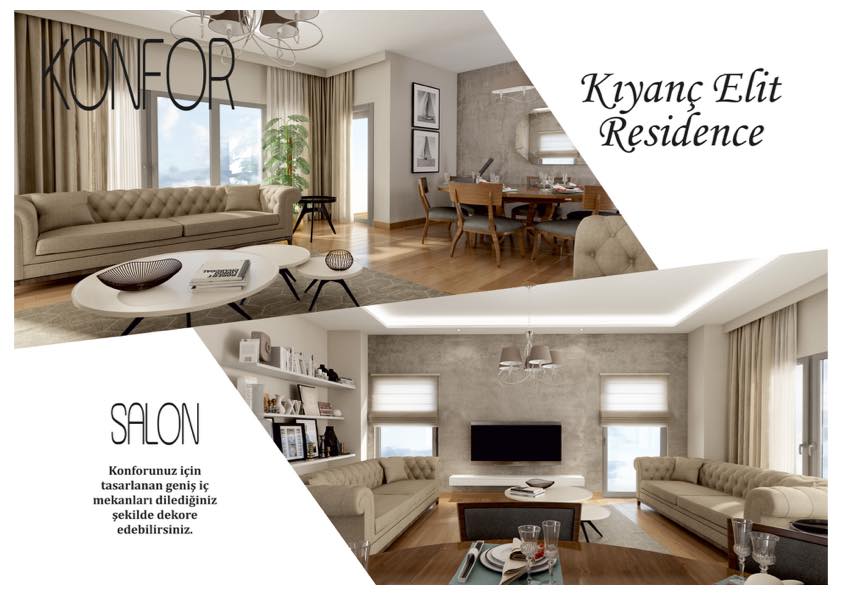 KONFOR
Kıyanç Elit
Residence
SALON
Konforunuz için
tasarlanan geniş iç
mekanları dilediğiniz
şekilde dekore
edebilirsiniz.